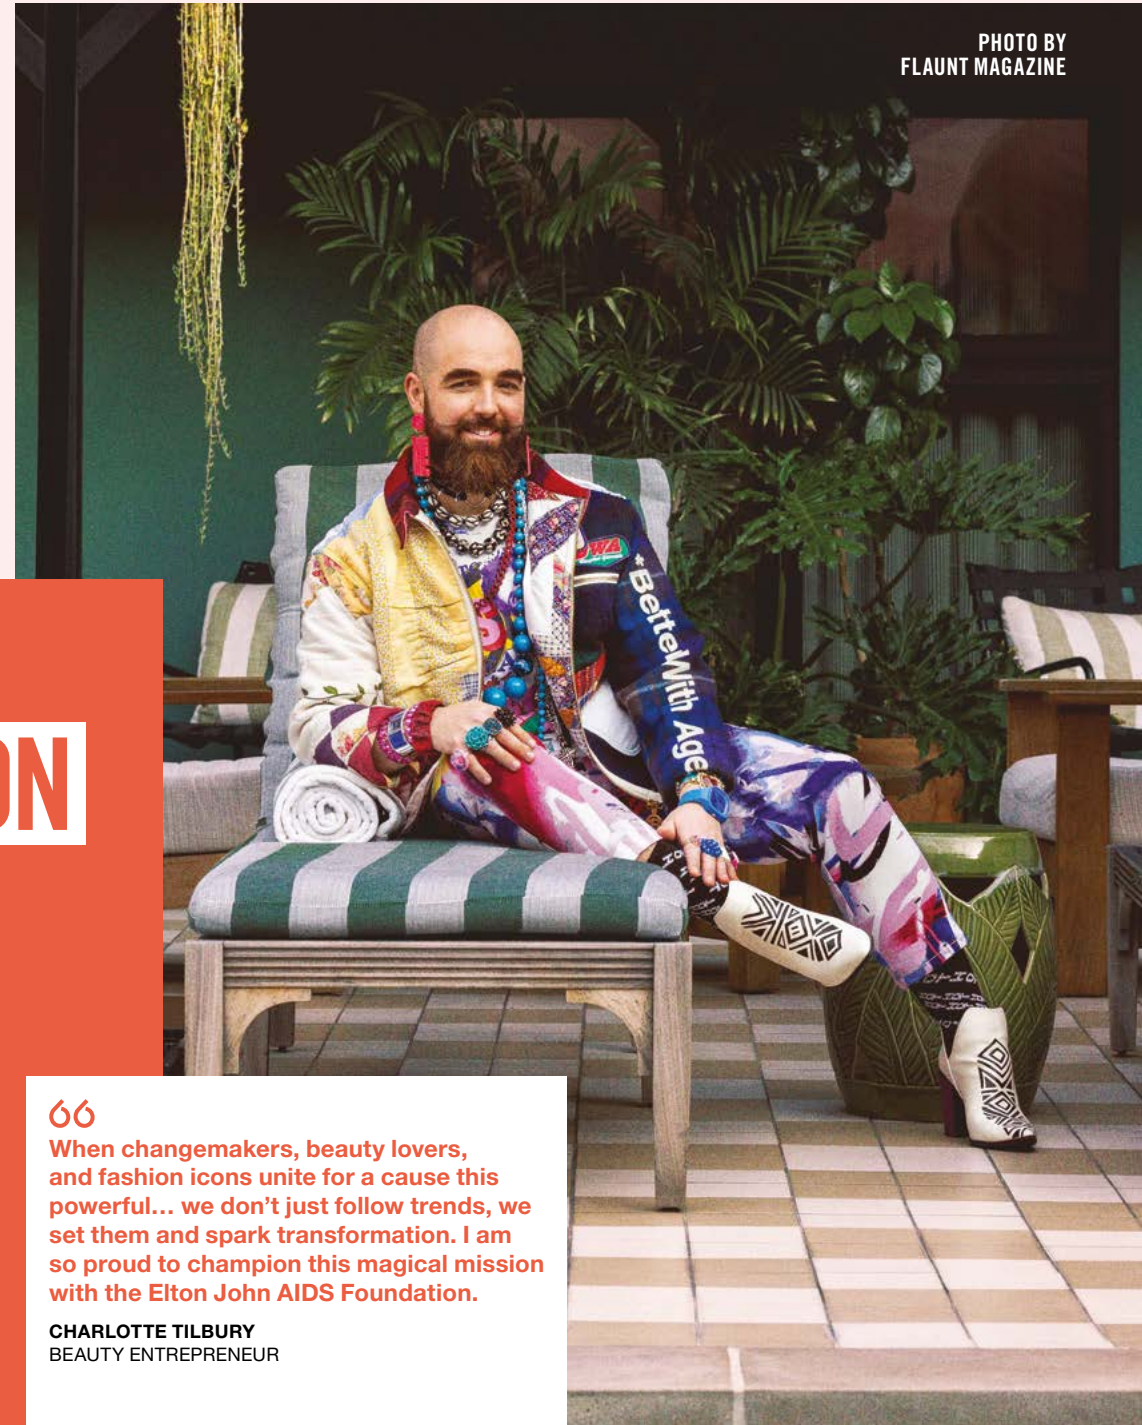 PHOTO BY
FLAUNT MAGAZINE
WA
*BetteWith Age
5
ON
When changemakers, beauty lovers,
and fashion icons unite for a cause this
powerful… we don’t just follow trends, we
set them and spark transformation. I am
so proud to champion this magical mission
with the Elton John AIDS Foundation.
CHARLOTTE TILBURY
BEAUTY ENTREPRENEUR